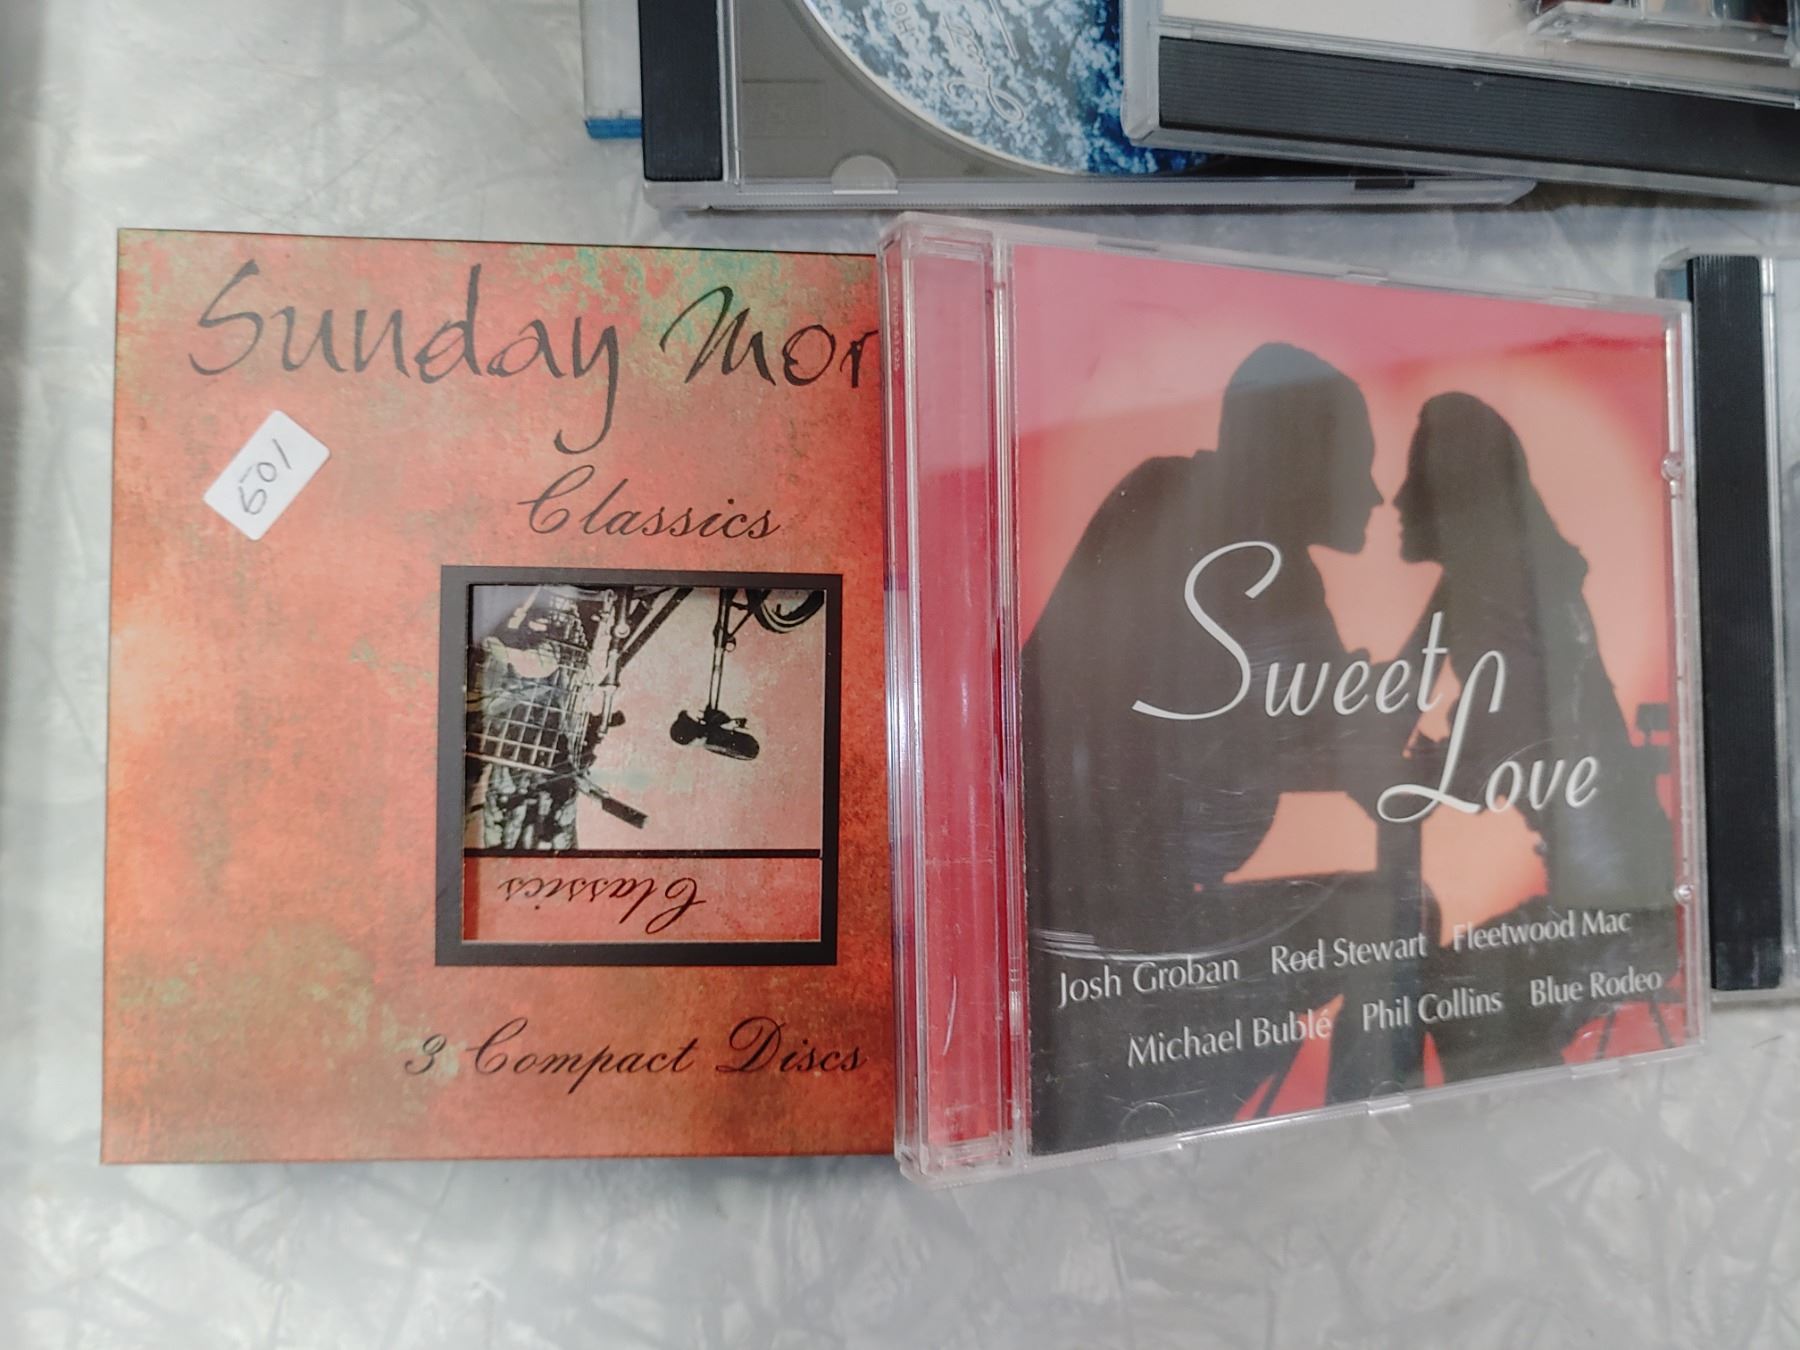 Sunday Mor
Classics
601
Classics
3 Compact Discs
Sweet
Love
Josh Groban Rod Stewart Fleetwood Mac
Michael Bublé Phil Collins Blue Rodeo